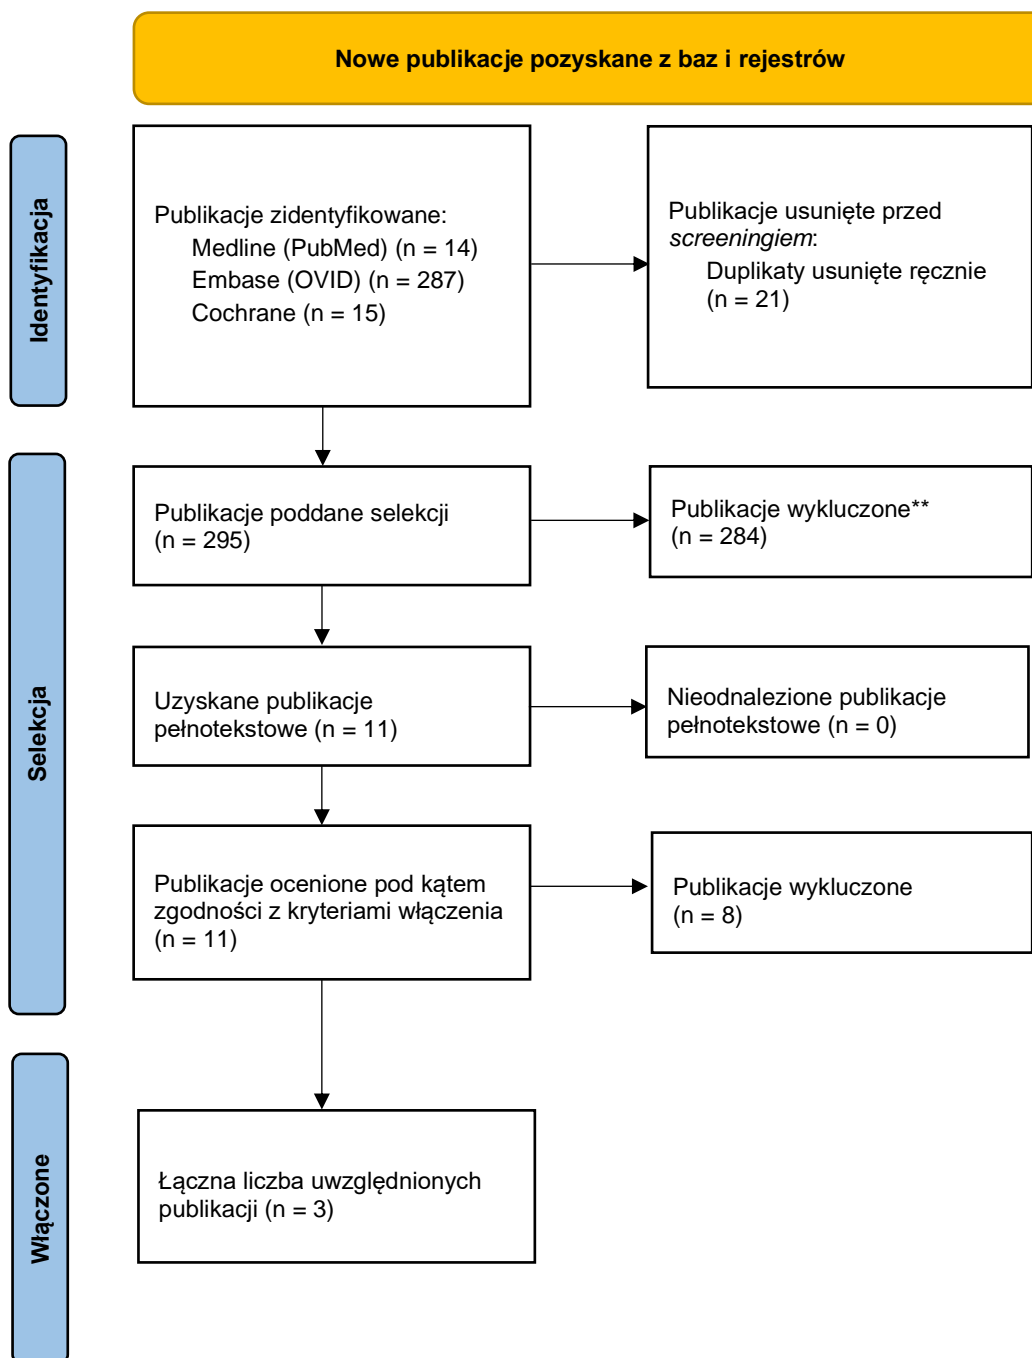 Nowe publikacje pozyskane z baz i rejestrów
Identyfikacja
Publikacje zidentyfikowane:
Medline (PubMed) (n = 14)
Embase (OVID) (n = 287)
Cochrane (n = 15)
Publikacje usunięte przed
screeningiem:
Duplikaty usunięte ręcznie
(n = 21)
Selekcja
Publikacje poddane selekcji
(n = 295)
Publikacje wykluczone**
(n = 284)
Uzyskane publikacje
pełnotekstowe (n = 11)
Nieodnalezione publikacje
pełnotekstowe (n = 0)
Publikacje ocenione pod kątem
zgodności z kryteriami włączenia
(n = 11)
Publikacje wykluczone
(n = 8)
Włączone
Łączna liczba uwzględnionych
publikacji (n = 3)